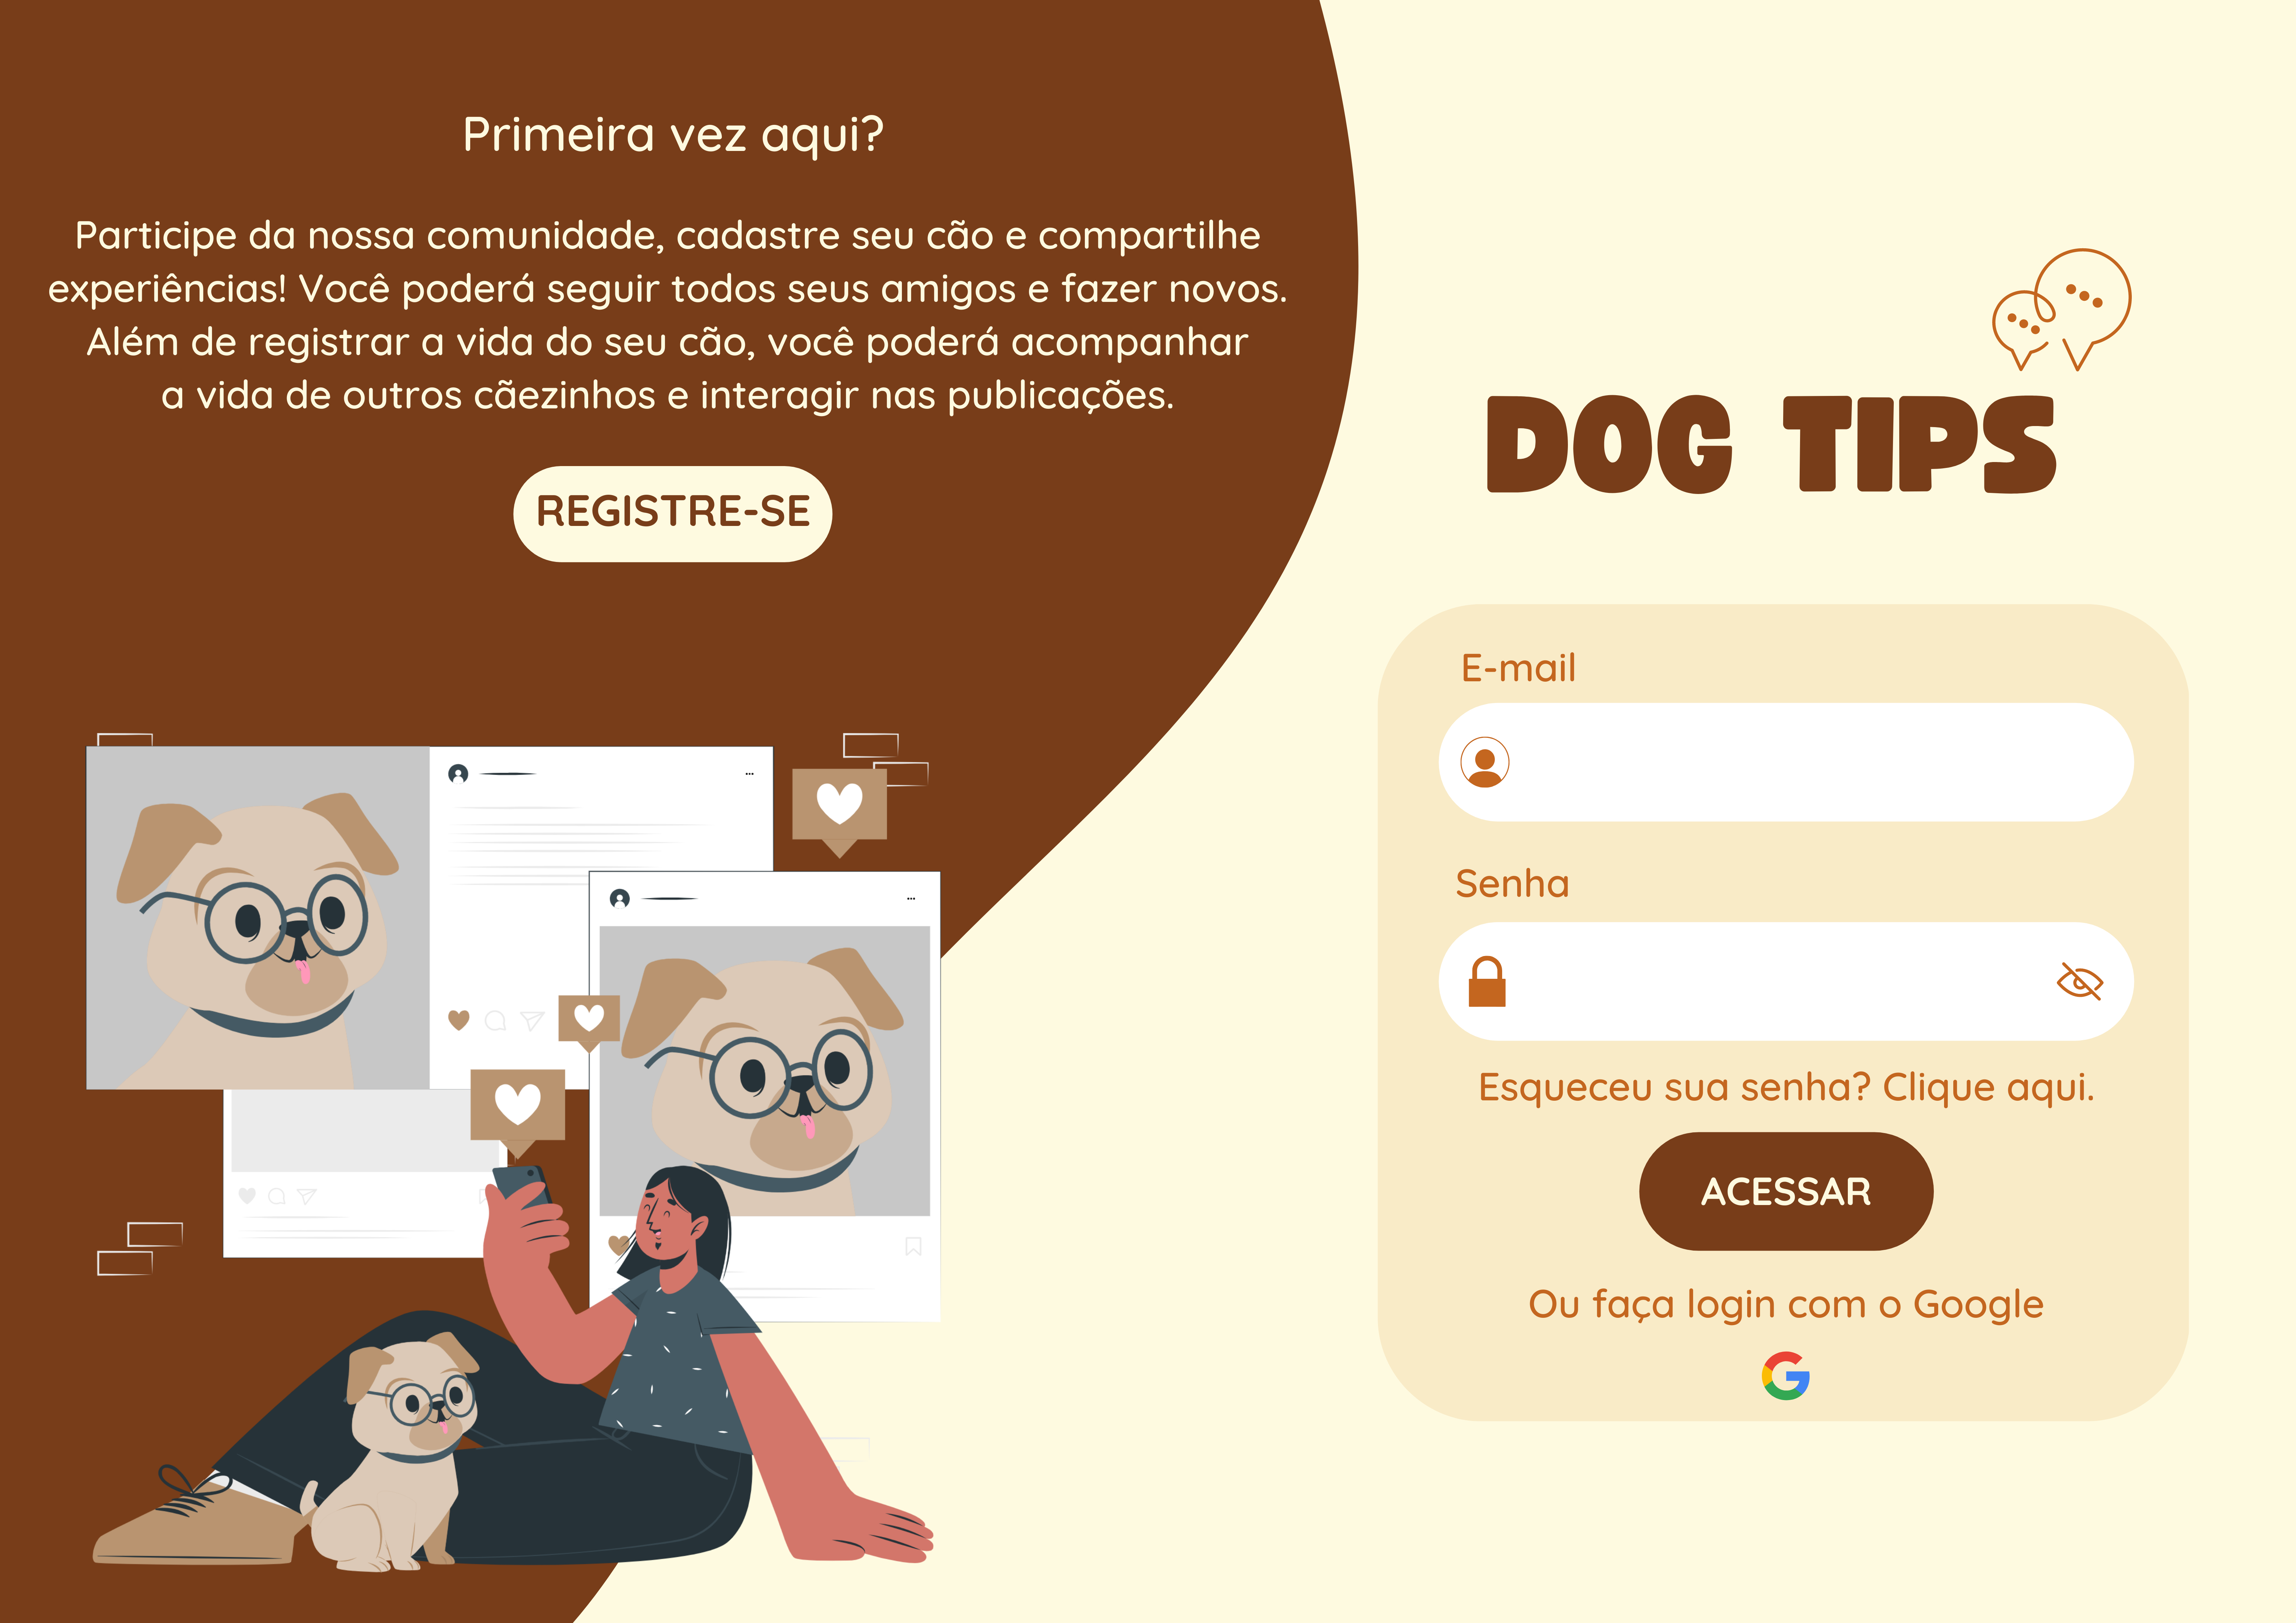 Primeira vez aqui?
Participe da nossa comunidade, cadastre seu cão e compartilhe
experiências! Você poderá seguir todos seus amigos e fazer novos.
Além de registrar a vida do seu cão, você poderá acompanhar
a vida de outros cãezinhos e interagir nas publicações.
REGISTRE-SE
DOG TIPS
E-mail
Senha
Esqueceu sua senha? Clique aqui.
ACESSAR
Ou faça login com o Google
G